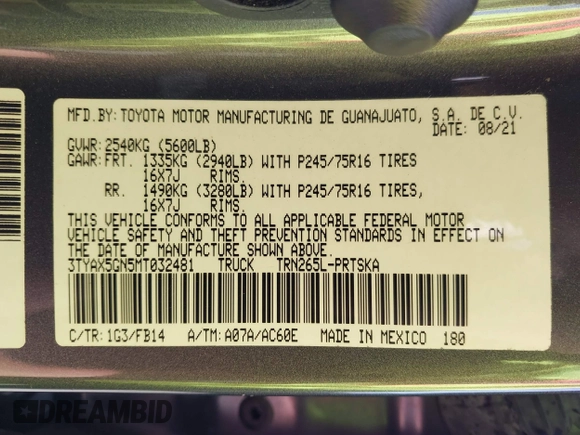 MFD.BY:TOYOTA MOTOR MANUFACTURING DE GUANAJUATO, S.A. DE C.V.
DATE: 08/21
GVWR:2540KG (5600LB)
GAWR:FRT. 1335KG (2940LB) WITH P245/75R16 TIRES
16X7J RIMS.
RR. 1490KG (3280LB) WITH P245/75R16 TIRES,
16X7J RIMS.
THIS VEHICLE CONFORMS TO ALL APPLICABLE FEDERAL MOTOR
VEHICLE SAFETY AND THEFT PREVENTION STANDARDS IN EFFECT ON
THE DATE OF MANUFACTURE SHOWN ABOVE.
3TYAX5GN5MT032481 TRUCK TRN265L-PRTSKA
C/TR:1G3/FB14 A/TM:A07A/AC60E MADE IN MEXICO 180
DREAMBID